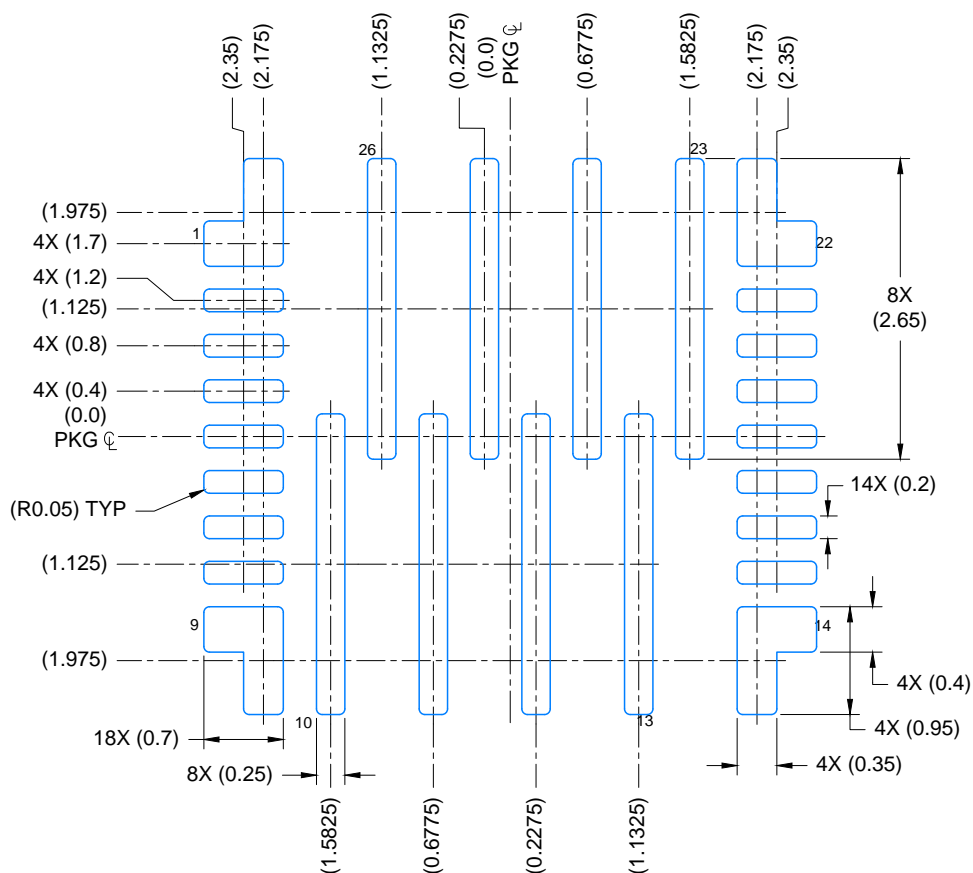 (2.35)
(2.175)
(1.1325)
(0.2275)
(0.0)
PKG ℄
(0.6775)
(1.5825)
(2.175)
(2.35)
26
23
(1.975)
1
4X (1.7)
22
4X (1.2)
(1.125)
8X
(2.65)
4X (0.8)
4X (0.4)
(0.0)
PKG ℄
14X (0.2)
(R0.05) TYP
(1.125)
9
14
(1.975)
4X (0.4)
10
13
4X (0.95)
18X (0.7)
4X (0.35)
8X (0.25)
(1.5825)
(0.6775)
(0.2275)
(1.1325)